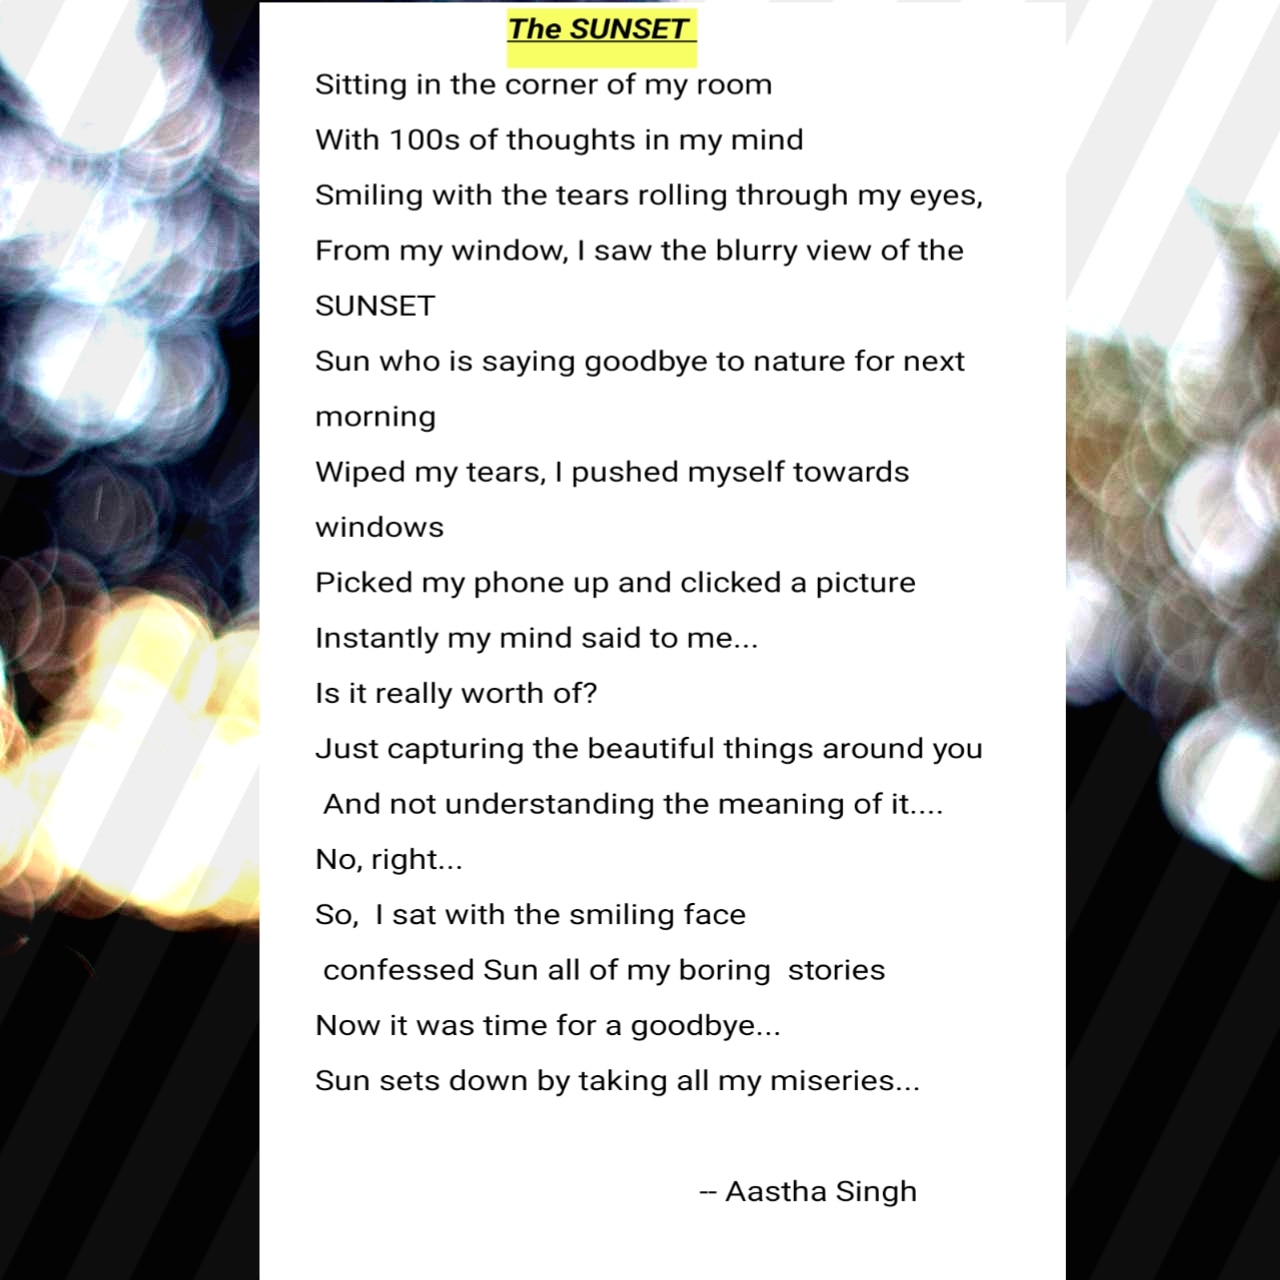 The SUNSET
Sitting in the corner of my room
With 100s of thoughts in my mind
Smiling with the tears rolling through my eyes,
From my window, I saw the blurry view of the
SUNSET
Sun who is saying goodbye to nature for next
morning
Wiped my tears, I pushed myself towards
windows
Picked my phone up and clicked a picture
Instantly my mind said to me...
Is it really worth of?
Just capturing the beautiful things around you
And not understanding the meaning of it....
No, right...
So,  I sat with the smiling face
confessed Sun all of my boring  stories
Now it was time for a goodbye...
Sun sets down by taking all my miseries...
-- Aastha Singh